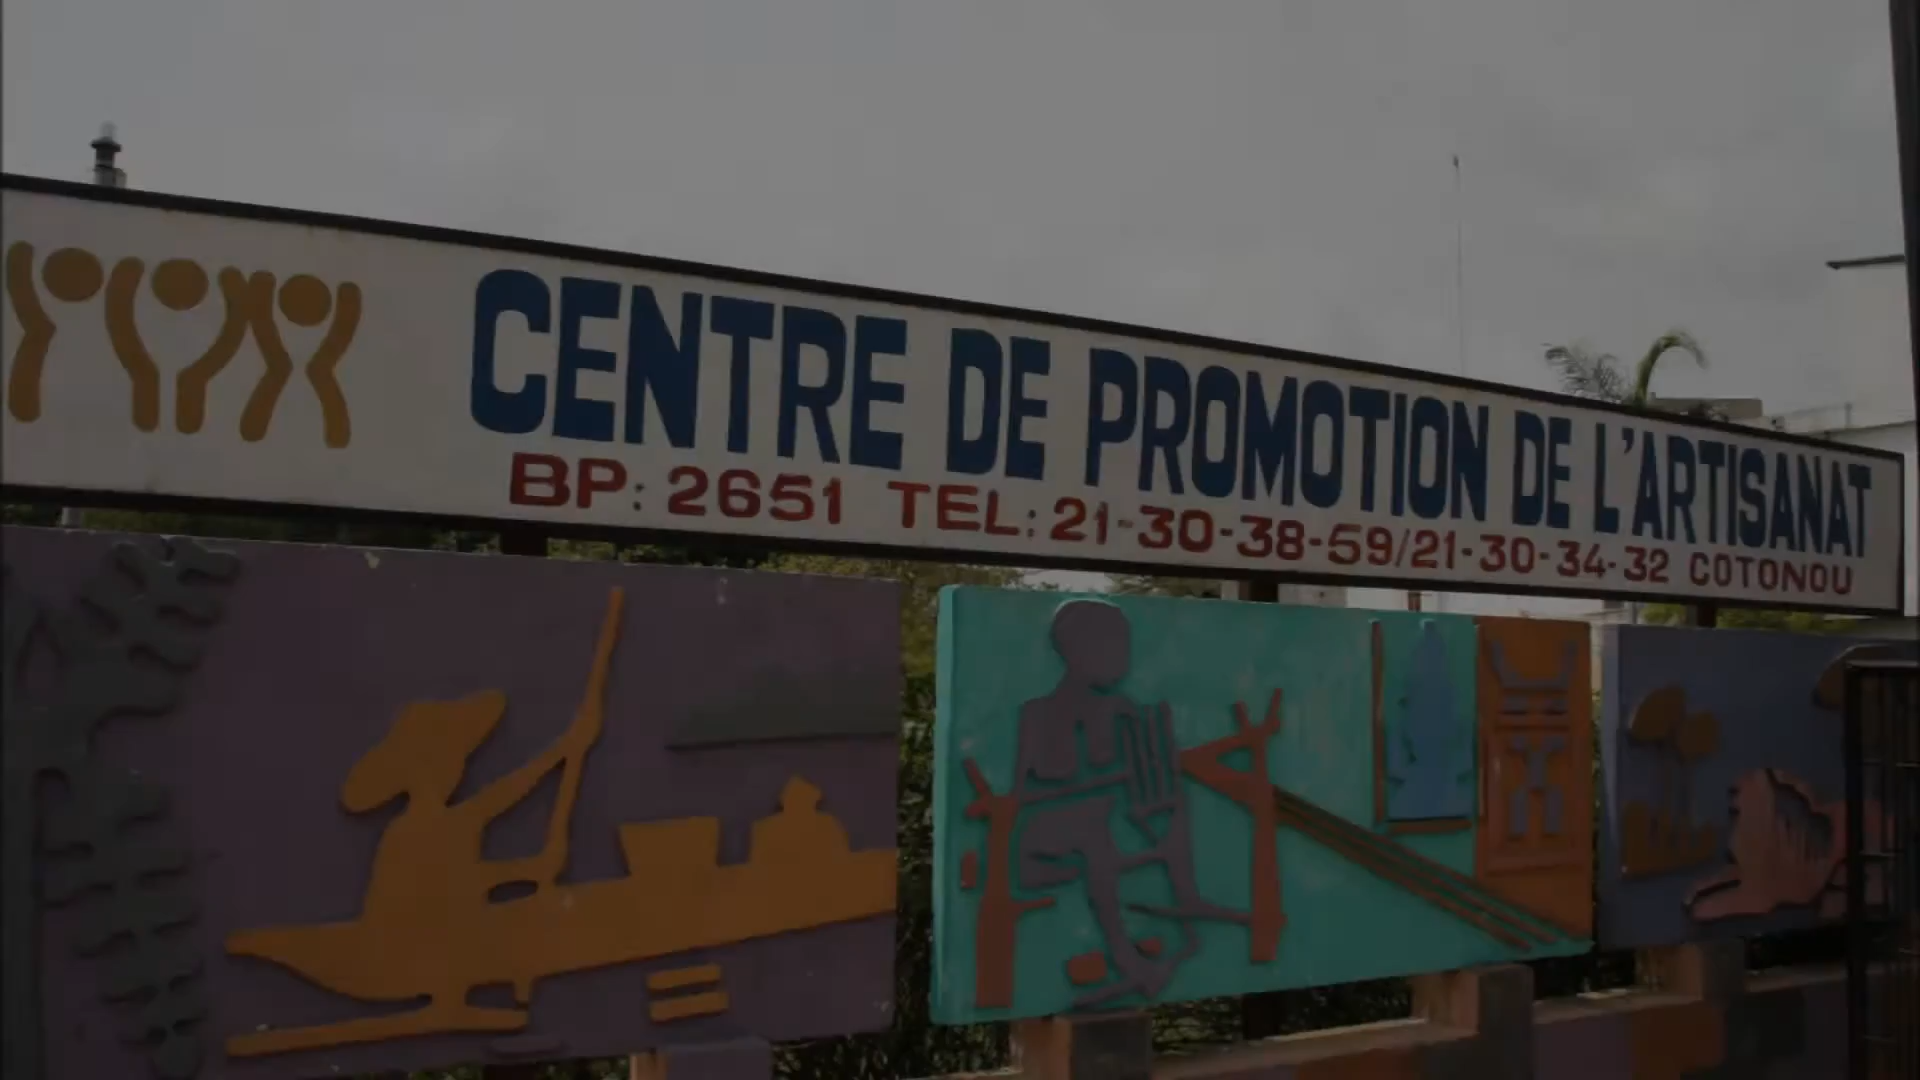 CENTRE DE PROMOTION DE L'ARTISANAT
BP: 2651 TEL: 21-30-38-59/21-30-34-32 COTONOU